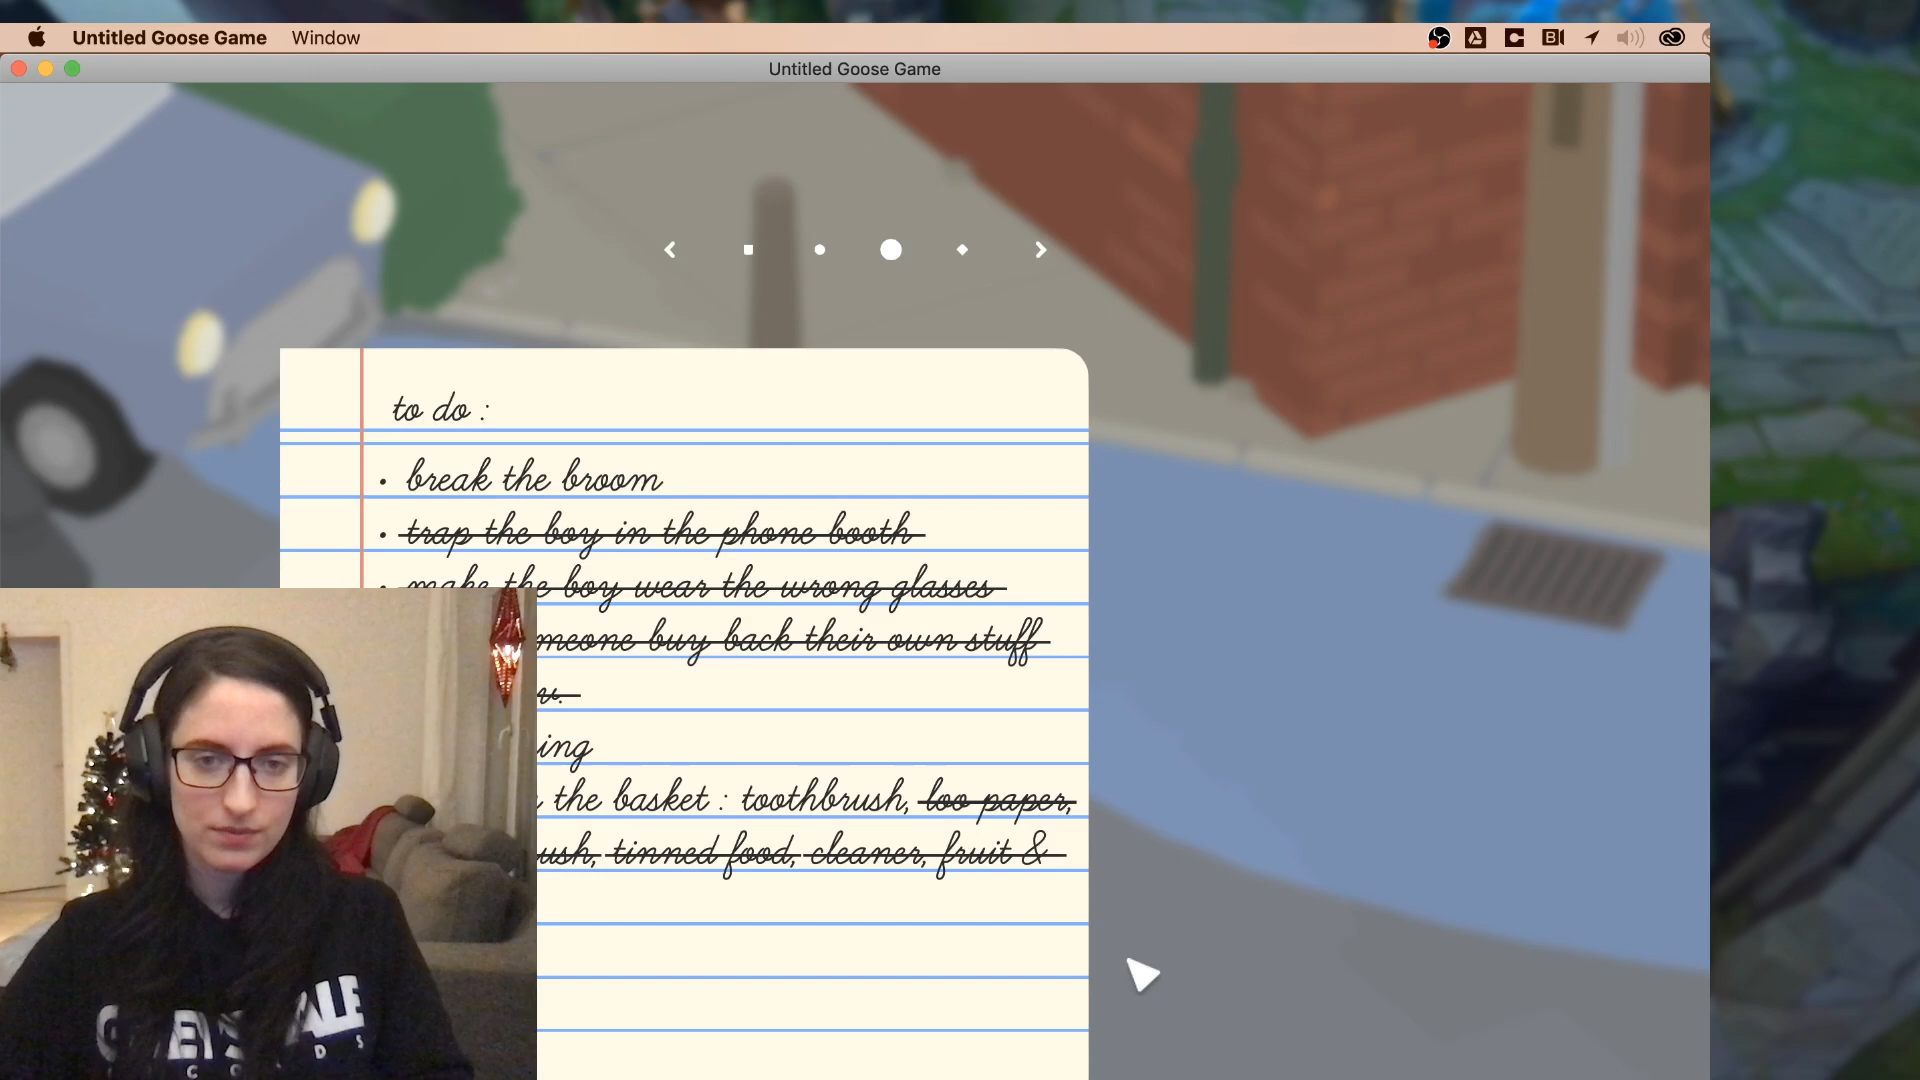 Untitled Goose Game Window
Untitled Goose Game
to do :
• break the broom
• trap the boy in the phone booth
• make the boy wear the wrong glasses
meone buy back their own stuff
v.
ing
the basket : toothbrush, loo paper,
ush, tinned food, cleaner, fruit &